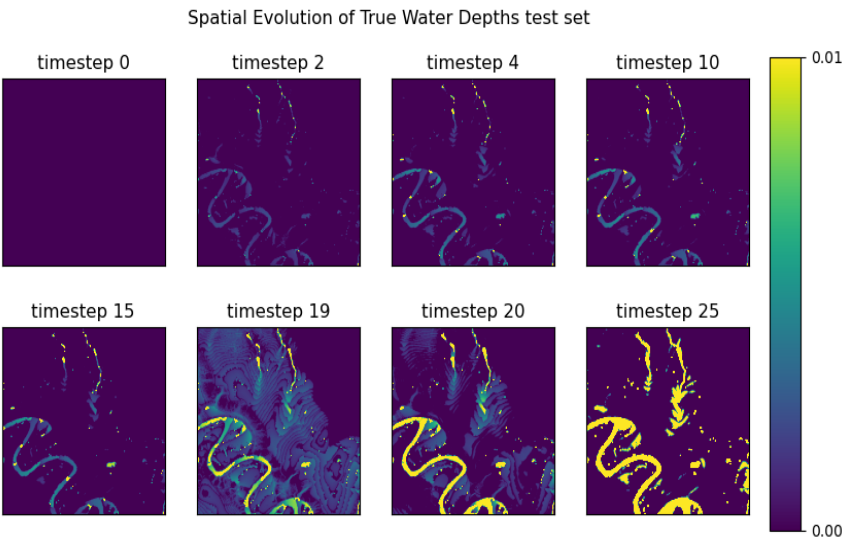 Spatial Evolution of True Water Depths test set
timestep 0
timestep 2
timestep 4
timestep 10
0.01
timestep 15
timestep 19
timestep 20
timestep 25
0.00